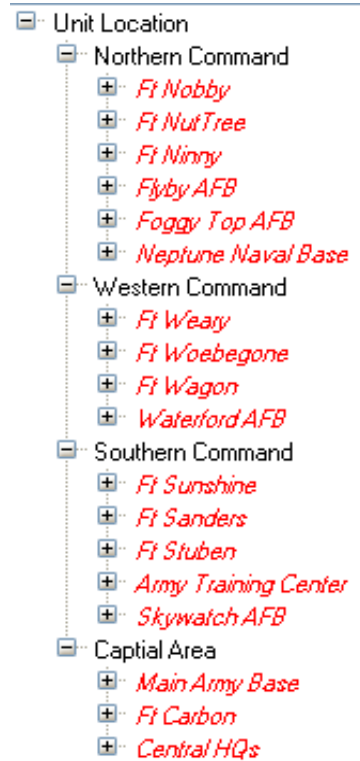 Unit Location
Northern Command
Ft Nobby
Ft NutTree
Ft Ninny
Flyby AFB
Foggy Top AFB
Neptune Naval Base
Western Command
Ft Weary
Ft Woebegone
Ft Wagon
Waterford AFB
Southern Command
Ft Sunshine
Ft Sanders
Ft Stuben
Army Training Center
Skywatch AFB
Captial Area
Main Army Base
Ft Carbon
Central HQs